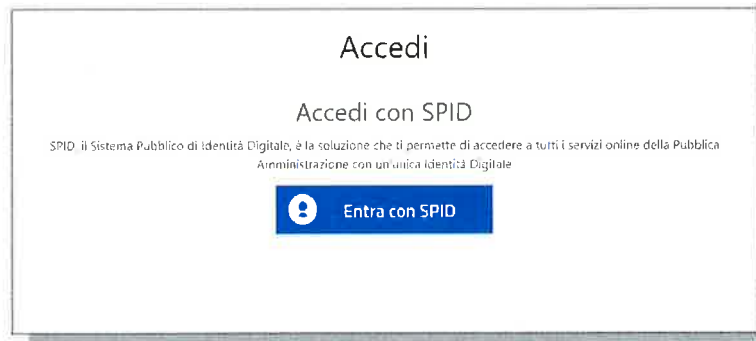 Accedi
Accedi con SPID
SPID, il Sistema Pubblico di Identità Digitale, è la soluzione che ti permette di accedere a tutti i servizi online della Pubblica
Amministrazione con un'unica Identità Digitale
Entra con SPID